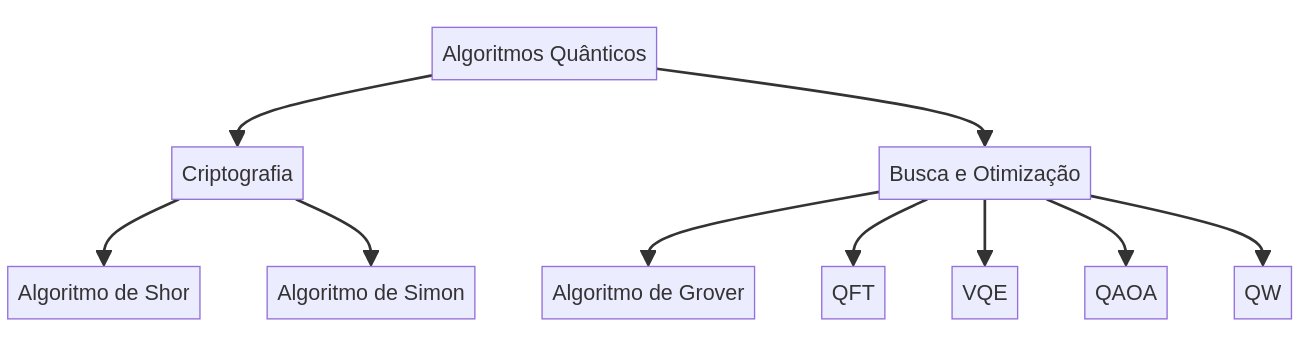 Algoritmos Quânticos
Criptografia
Busca e Otimização
Algoritmo de Shor
Algoritmo de Simon
Algoritmo de Grover
QFT
VQE
QAOA
QW